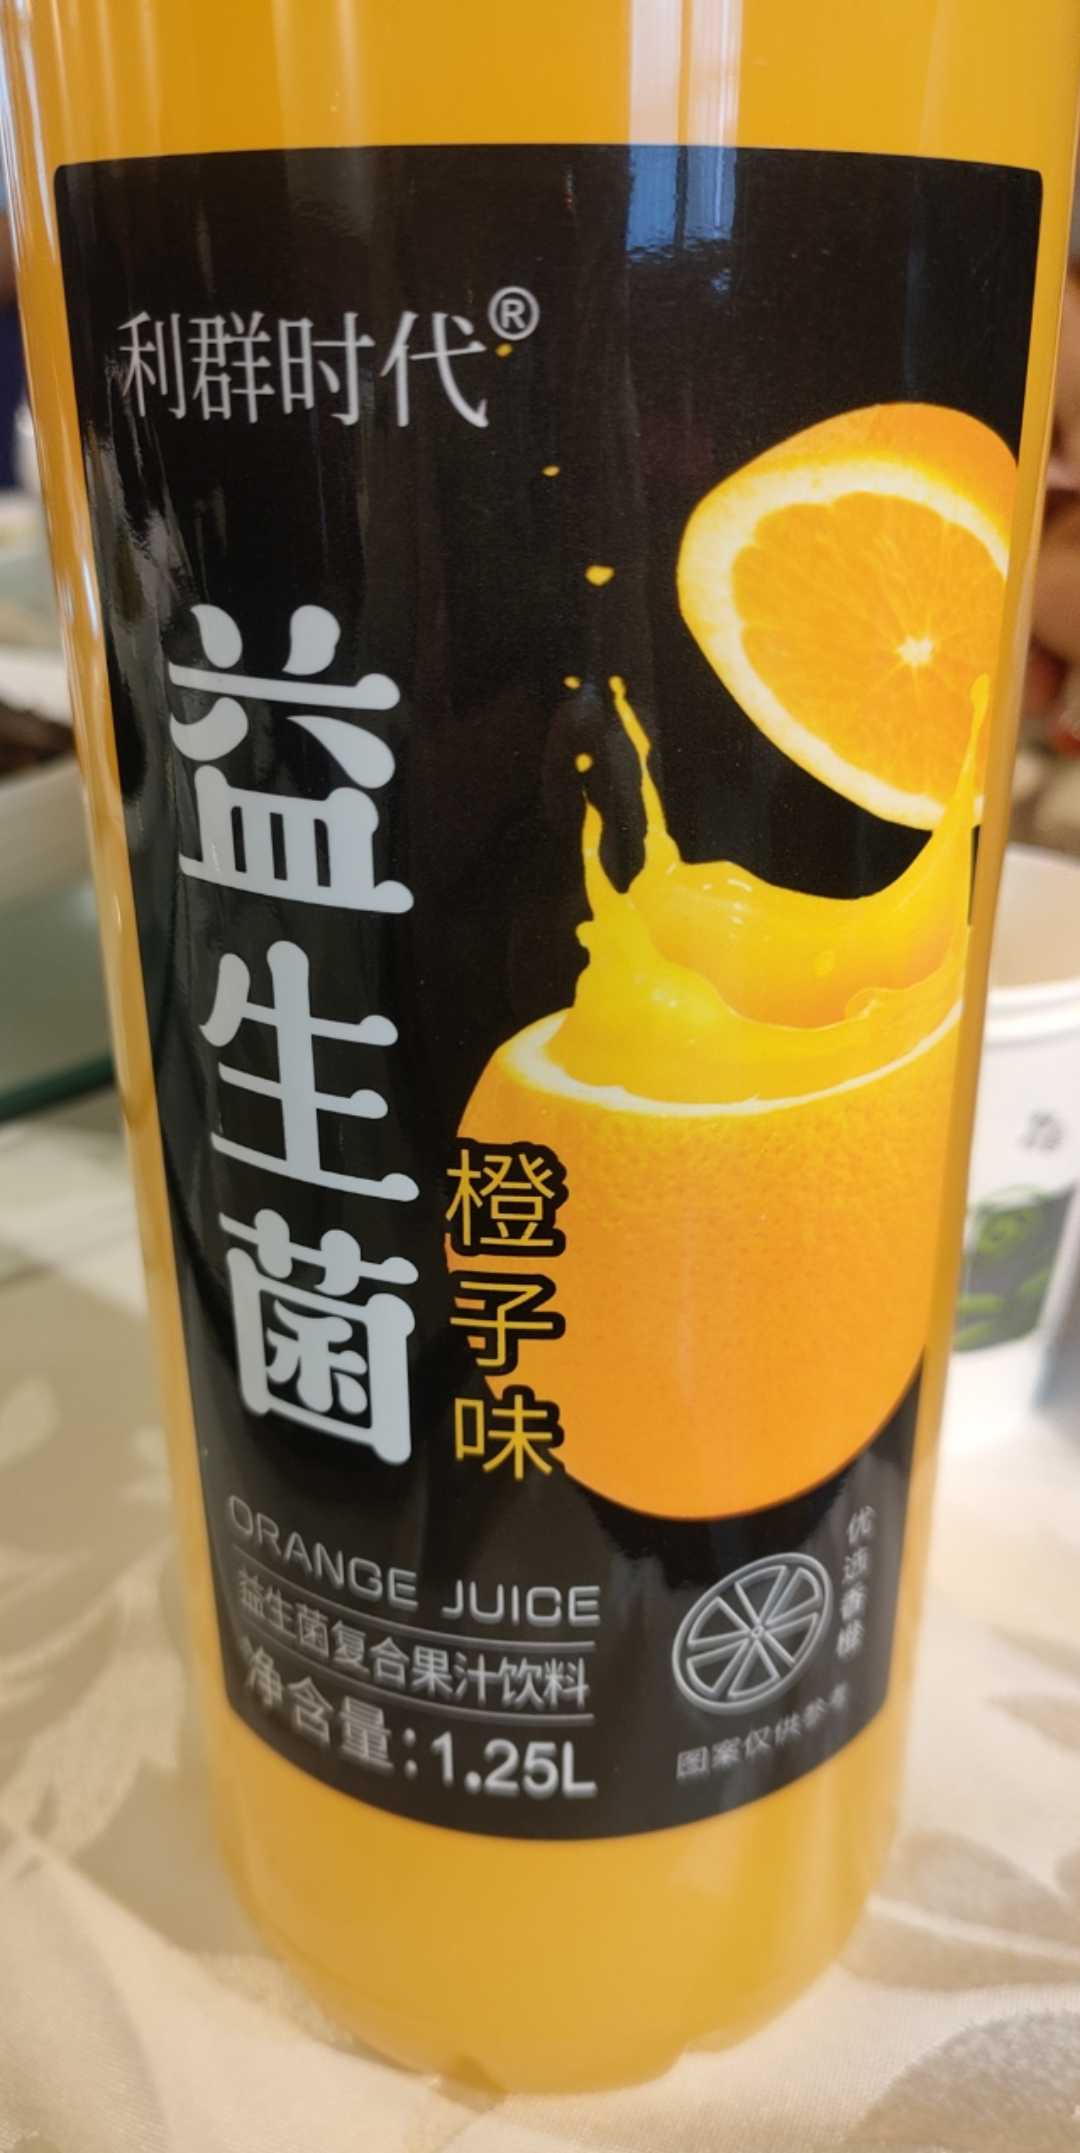 利群时代®
益生菌
橙子味
ORANGE JUICE
益生菌复合果汁饮料
净含量:1.25L
优选香橙
图案仅供参考